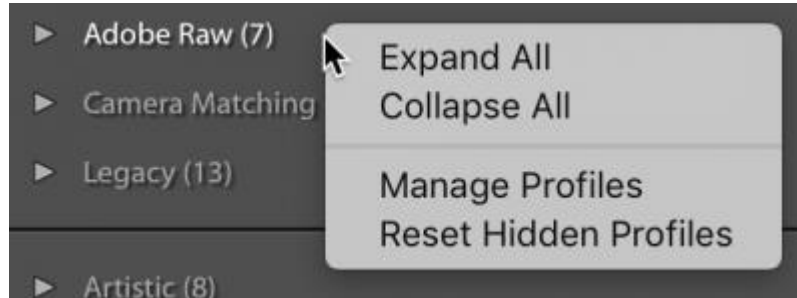 Adobe Raw (7)
Camera Matching
Legacy (13)
Artistic (8)
Expand All
Collapse All
Manage Profiles
Reset Hidden Profiles